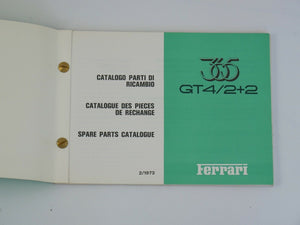 CATALOGO PARTI DI
RICAMBIO
CATALOGUE DES PIECES
DE RECHANGE
SPARE PARTS CATALOGUE
2/1973
365
GT4/2+2
Ferrari